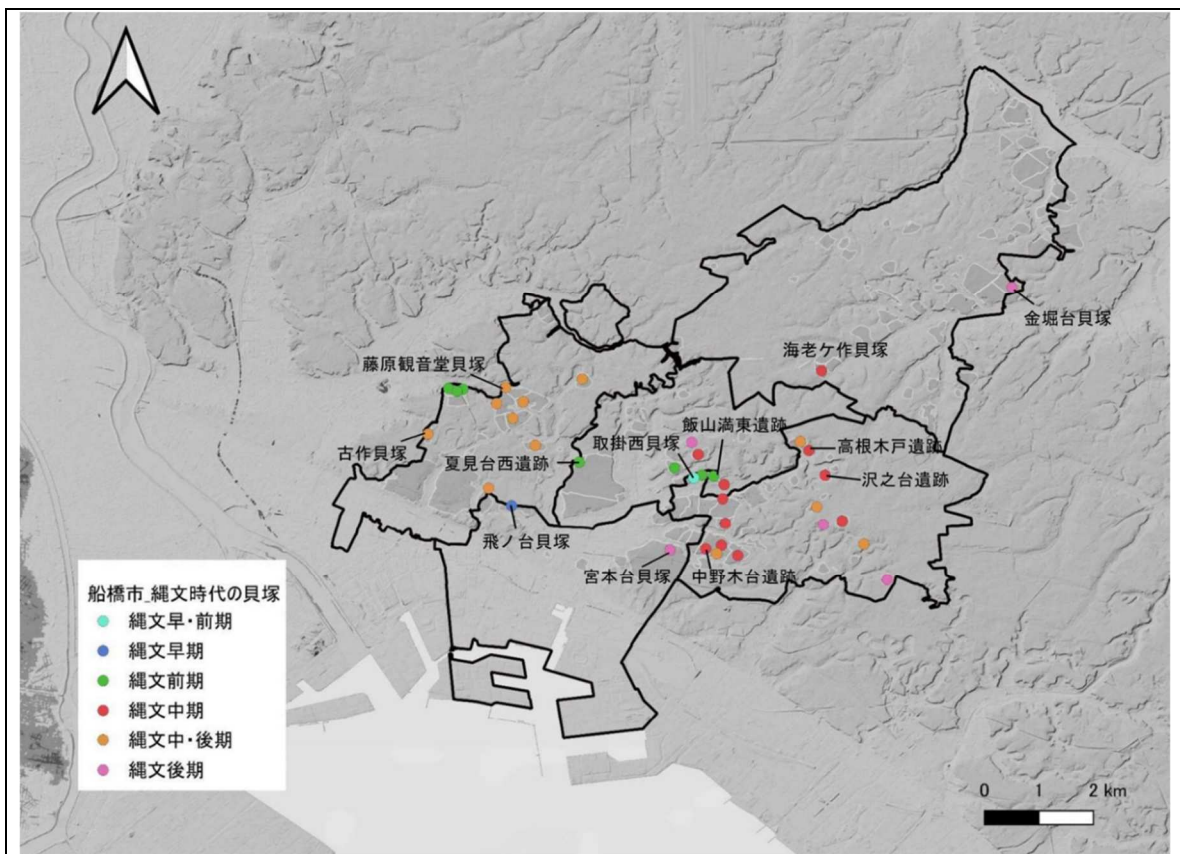 金堀台貝塚
海老ケ作貝塚
藤原観音堂貝塚
飯山満東遺跡
取掛西貝塚
高根木戸遺跡
古作貝塚
夏見台西遺跡
沢之台遺跡
飛ノ台貝塚
宮本台貝塚
中野木台遺跡
船橋市_縄文時代の貝塚
縄文早・前期
縄文早期
縄文前期
縄文中期
縄文中・後期
縄文後期
0 1 2 km